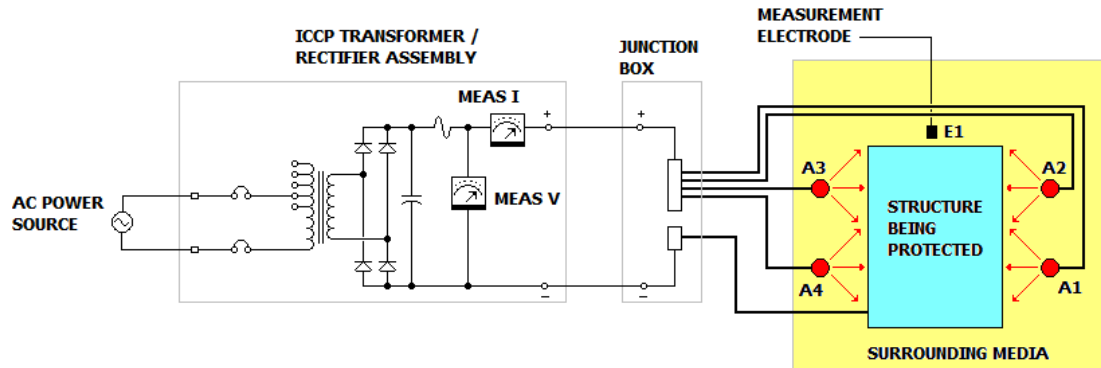 ICCP TRANSFORMER /
RECTIFIER ASSEMBLY
JUNCTION
BOX
MEASUREMENT
ELECTRODE
MEAS I
+
+
E1
A3
A2
AC POWER
SOURCE
MEAS V
STRUCTURE
BEING
PROTECTED
A4
A1
−
−
SURROUNDING MEDIA